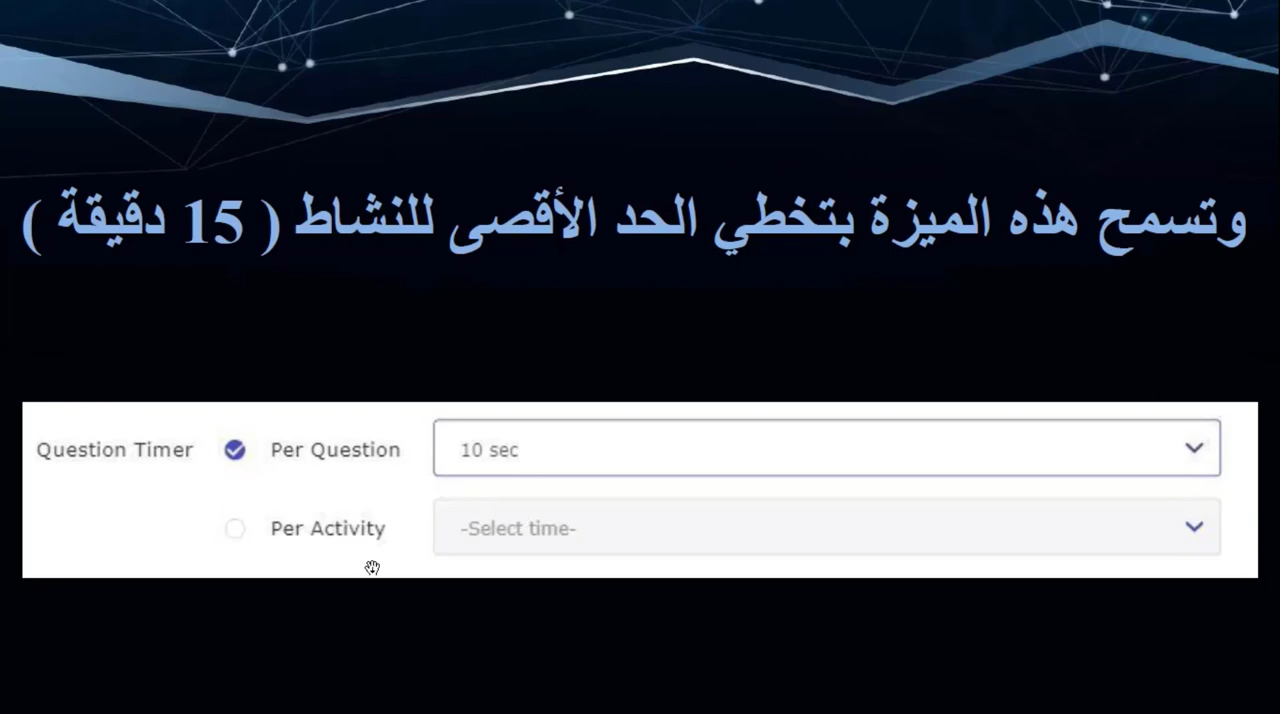 وتسمح هذه الميزة بتخطي الحد الأقصى للنشاط ( 15 دقيقة )
Question Timer Per Question 10 sec
Per Activity -Select time-